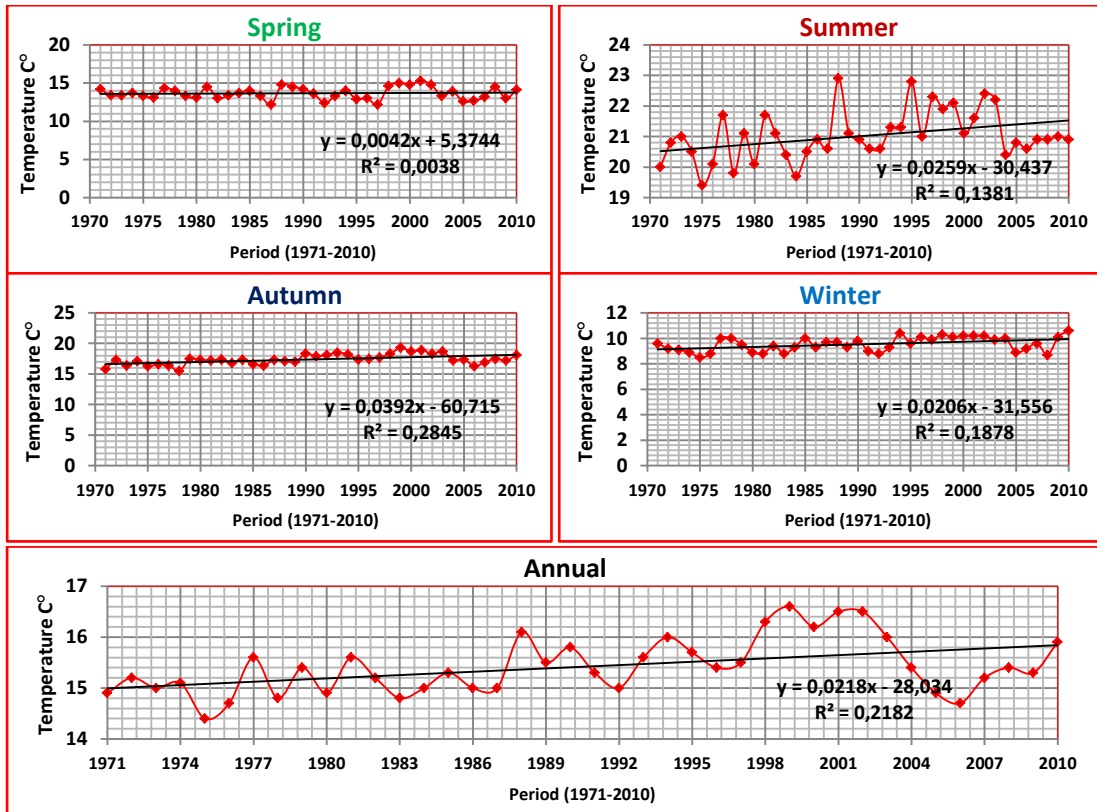 Spring
Temperature C°
20
15
10
5
0
y = 0,0042x + 5,3744
R² = 0,0038
1970 1975 1980 1985 1990 1995 2000 2005 2010
Period (1971-2010)
Summer
Temperature C°
24
23
22
21
20
19
y = 0,0259x - 30,437
R² = 0,1381
1970 1975 1980 1985 1990 1995 2000 2005 2010
Period (1971-2010)
Autumn
Temperature C°
25
20
15
10
5
0
y = 0,0392x - 60,715
R² = 0,2845
1970 1975 1980 1985 1990 1995 2000 2005 2010
Period (1971-2010)
Winter
Temperature C°
12
10
8
6
4
2
0
y = 0,0206x - 31,556
R² = 0,1878
1970 1975 1980 1985 1990 1995 2000 2005 2010
Period (1971-2010)
Annual
Temperature C°
17
16
15
14
y = 0,0218x - 28,034
R² = 0,2182
1971 1974 1977 1980 1983 1986 1989 1992 1995 1998 2001 2004 2007 2010
Period (1971-2010)